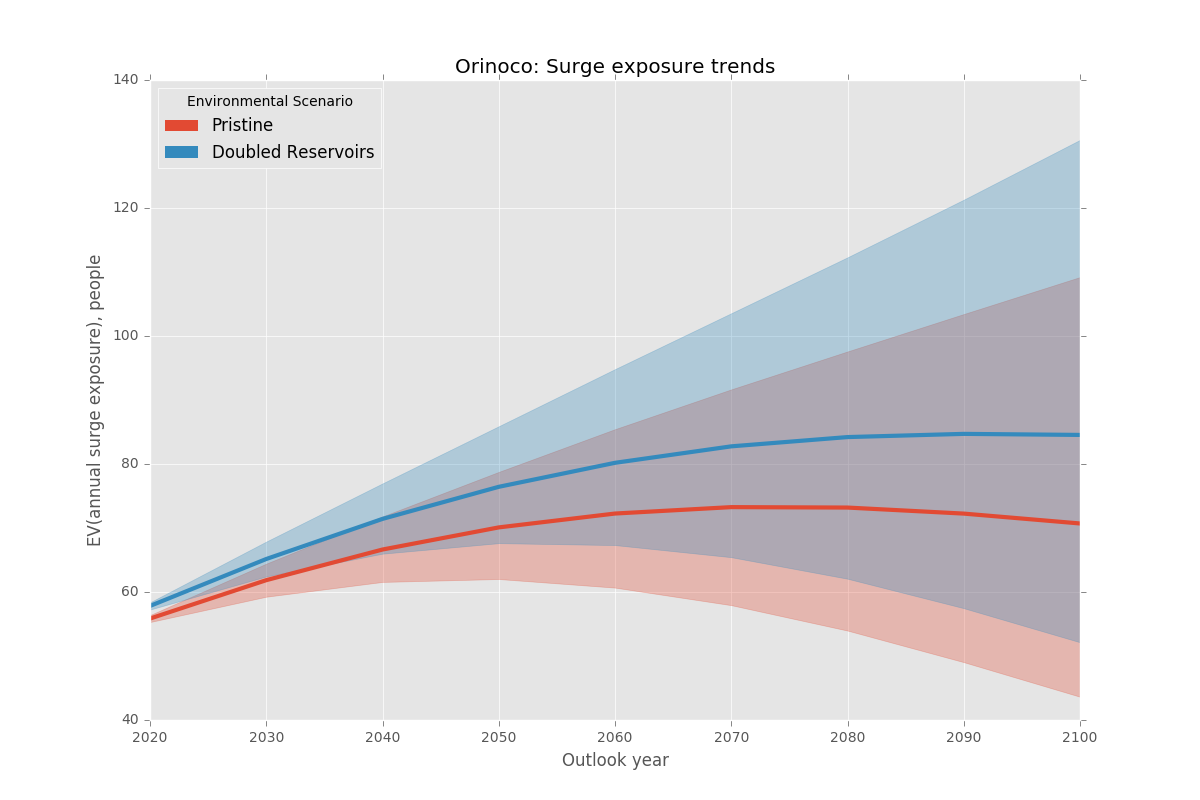 Orinoco: Surge exposure trends
Environmental Scenario
Pristine
Doubled Reservoirs
EV(annual surge exposure), people
140
120
100
80
60
40
2020 2030 2040 2050 2060 2070 2080 2090 2100
Outlook year